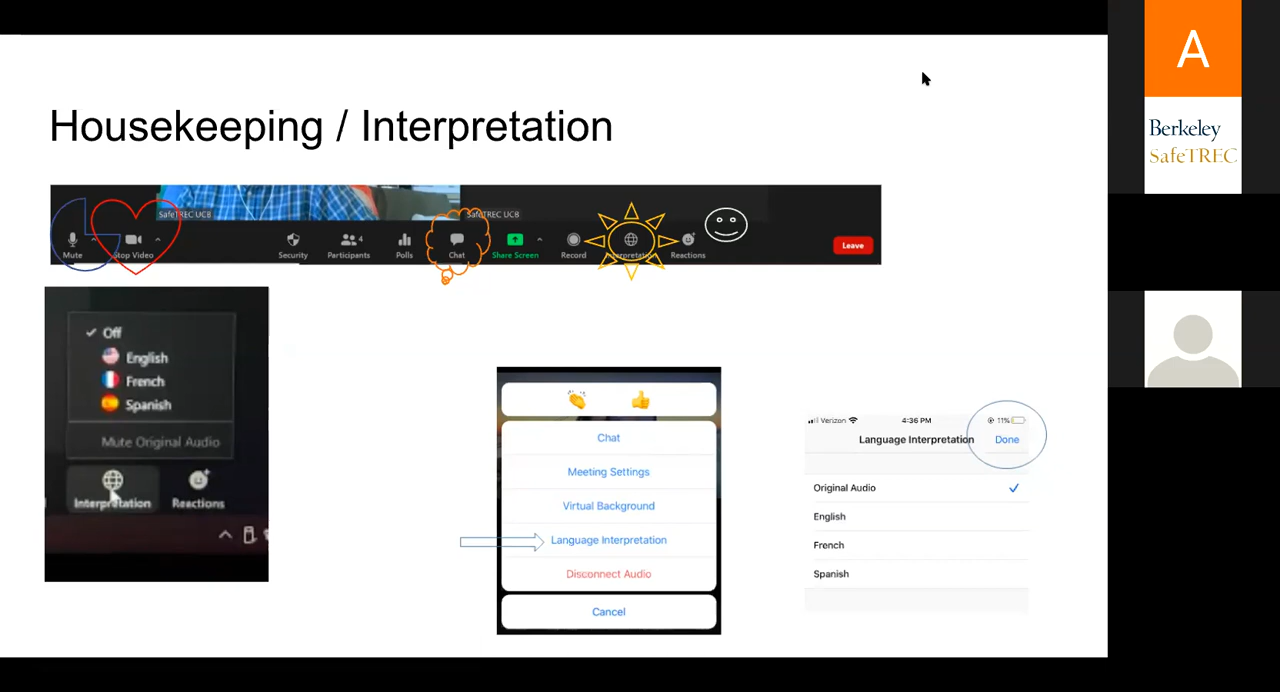 Housekeeping / Interpretation
A
Berkeley
SafeTREC
SafeTREC UCB
SafeTREC UCB
Mute
Stop Video
Security
Participants
4
Polls
Chat
Share Screen
Record
Interpretation
Reactions
Leave
Off
English
French
Spanish
Mute Original Audio
Interpretation
Reactions
Chat
Meeting Settings
Virtual Background
Language Interpretation
Disconnect Audio
Cancel
Verizon
4:36 PM
11%
Language Interpretation
Done
Original Audio
English
French
Spanish